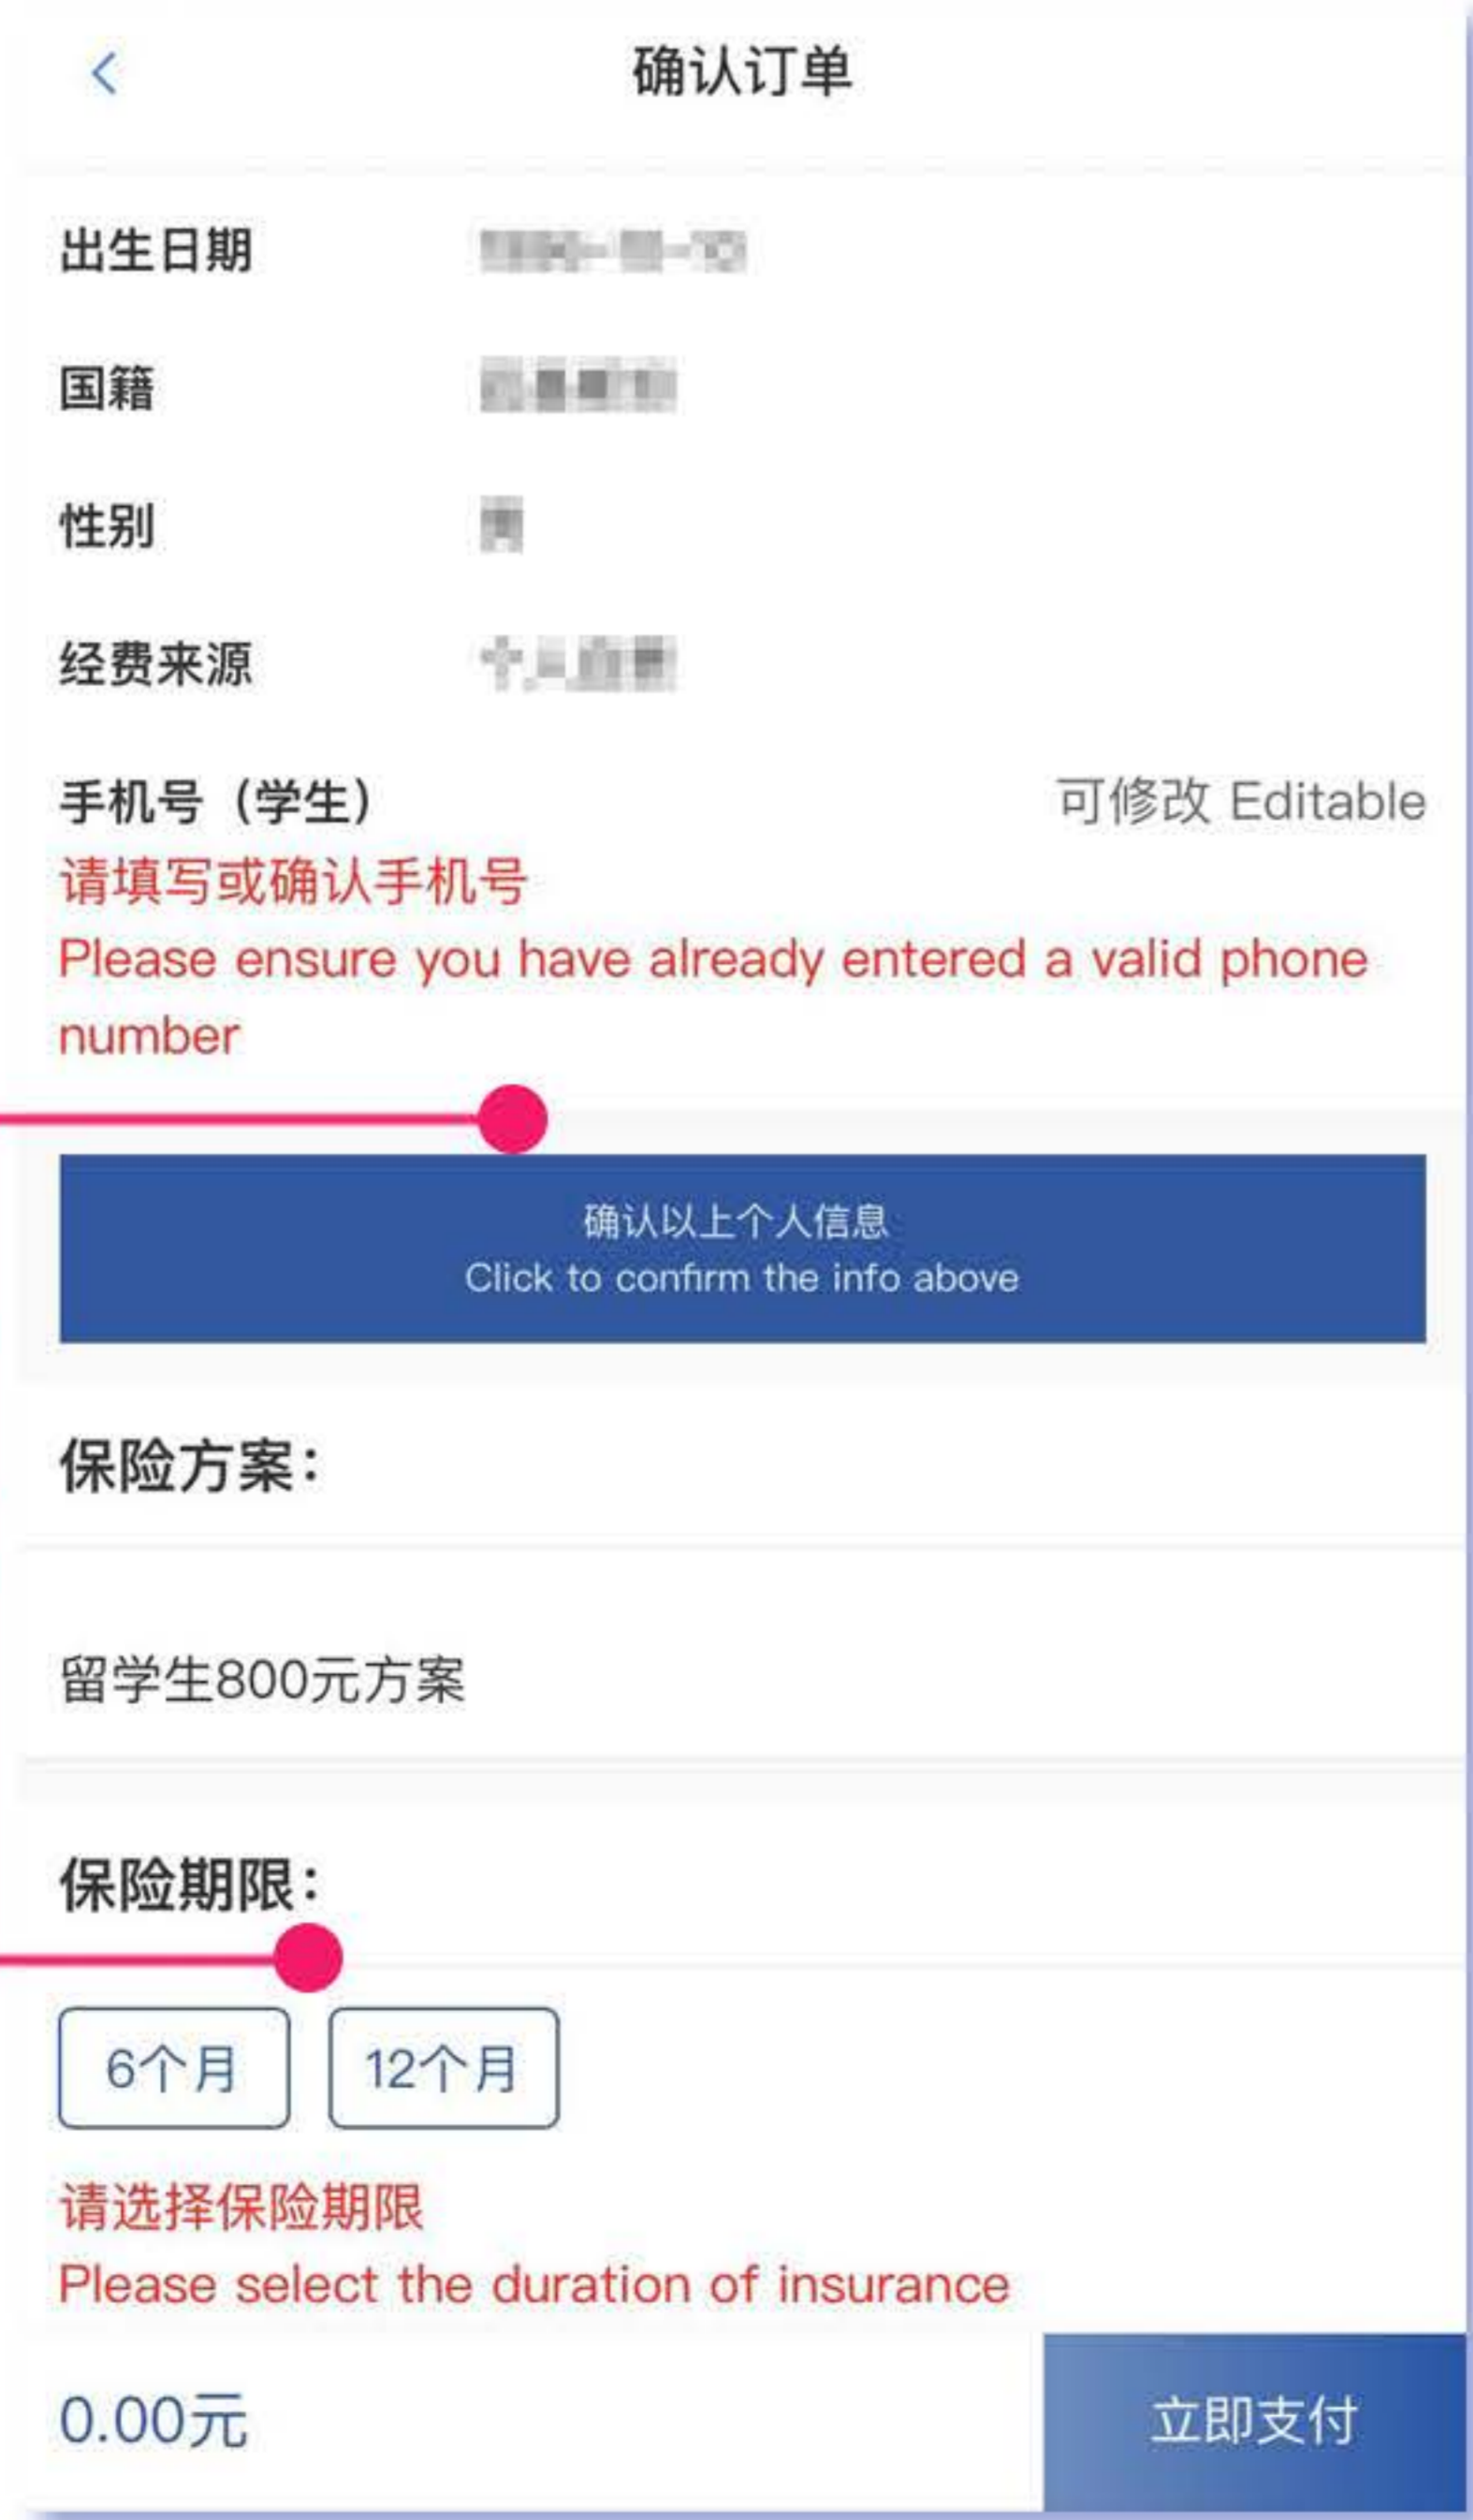 确认订单
出生日期
国籍
性别
经费来源
手机号（学生）
可修改 Editable
请填写或确认手机号
Please ensure you have already entered a valid phone
number
确认以上个人信息
Click to confirm the info above
保险方案：
留学生800元方案
保险期限：
6个月
12个月
请选择保险期限
Please select the duration of insurance
0.00元
立即支付